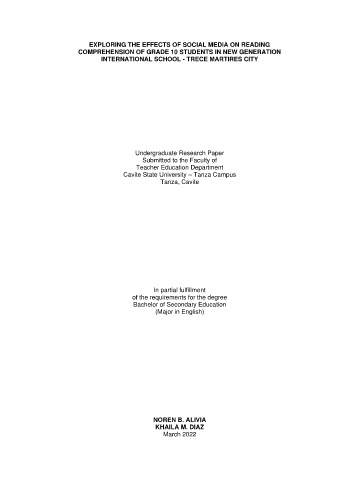 EXPLORING THE EFFECTS OF SOCIAL MEDIA ON READING
COMPREHENSION OF GRADE 10 STUDENTS IN NEW GENERATION
INTERNATIONAL SCHOOL - TRECE MARTIRES CITY
Undergraduate Research Paper
Submitted to the Faculty of
Teacher Education Department
Cavite State University – Tanza Campus
Tanza, Cavite
In partial fulfillment
of the requirements for the degree
Bachelor of Secondary Education
(Major in English)
NOREN B. ALIVIA
KHAILA M. DIAZ
March 2022